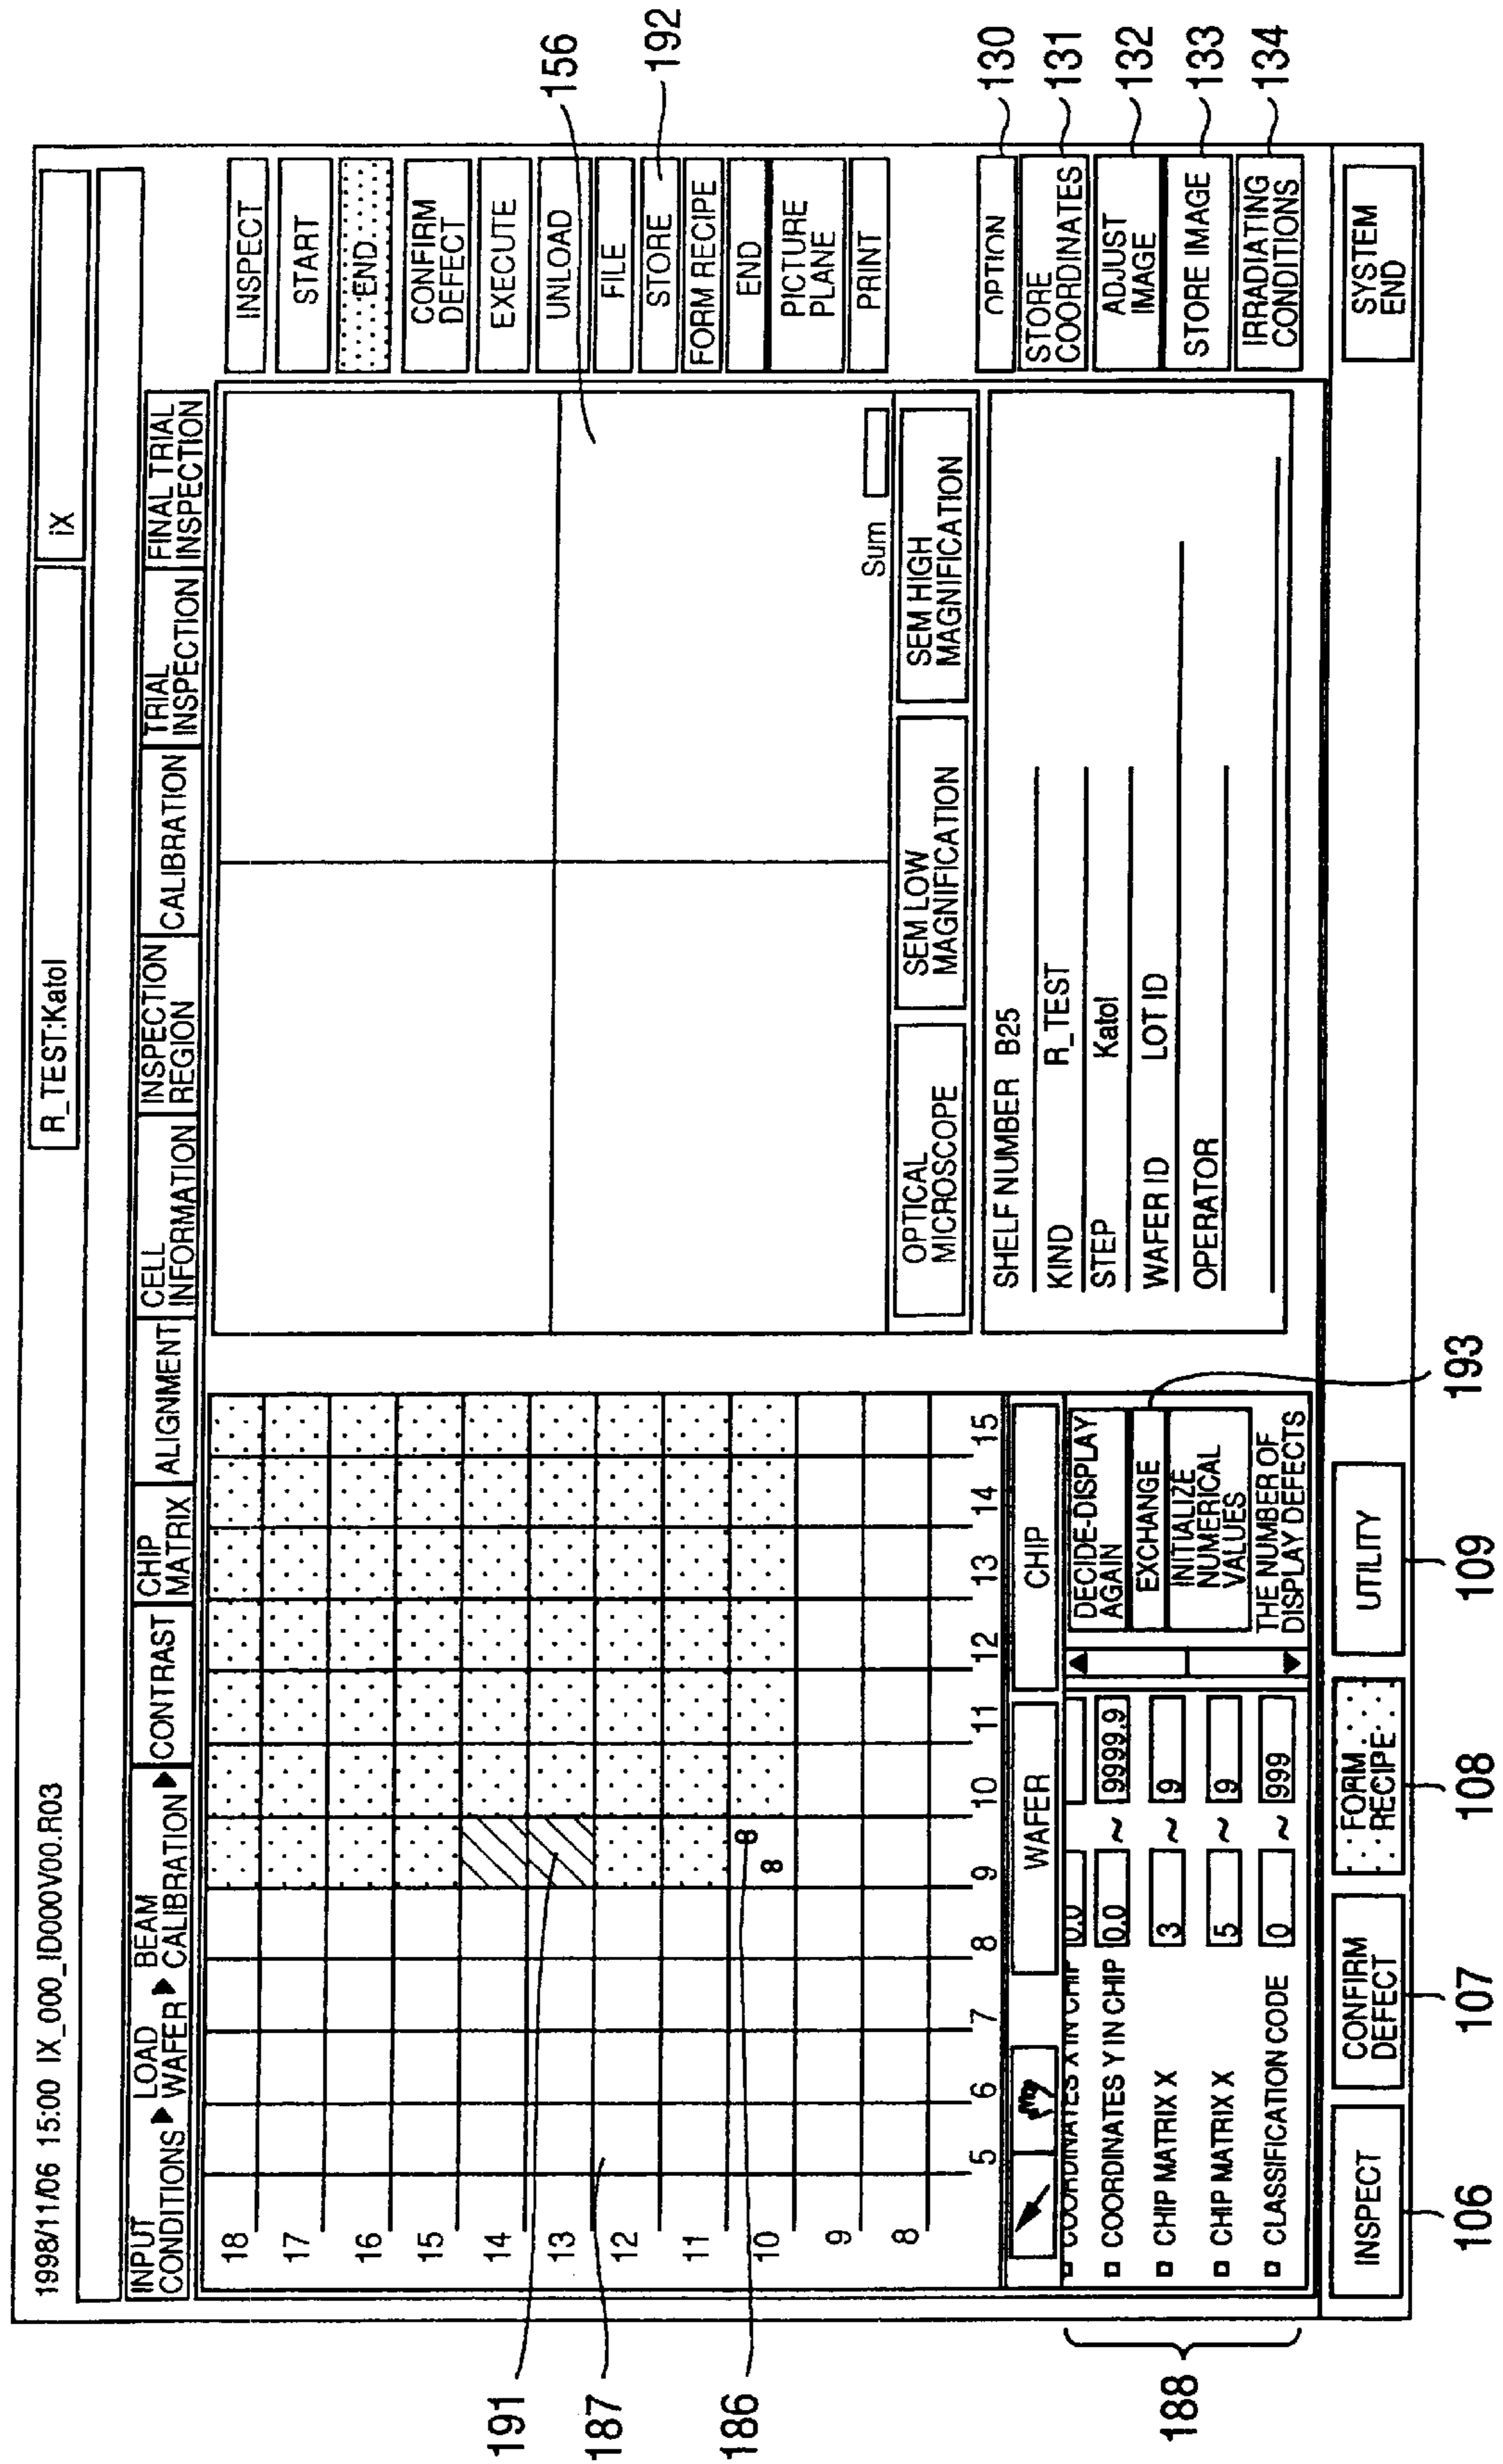 1998/11/06 15:00 IX_000_ID000V00.R03
R_TEST:Katol
iX
INPUT
CONDITIONS
LOAD
WAFER
BEAM
CALIBRATION
CONTRAST
CHIP
MATRIX
ALIGNMENT
CELL
INFORMATION
INSPECTION
REGION
CALIBRATION
TRIAL
INSPECTION
FINAL TRIAL
INSPECTION
18
17
16
15
14
13
12
11
10
9
8
8
8
5
6
7
8
9
10
11
12
13
14
15
WAFER
CHIP
COORDINATES X IN CHIP 0.0
COORDINATES Y IN CHIP 0.0 ~ 9999.9
CHIP MATRIX X 3 ~ 9
CHIP MATRIX X 5 ~ 9
CLASSIFICATION CODE 0 ~ 999
DECIDE-DISPLAY
AGAIN
EXCHANGE
INITIALIZE
NUMERICAL
VALUES
THE NUMBER OF
DISPLAY DEFECTS
Sum
OPTICAL
MICROSCOPE
SEM LOW
MAGNIFICATION
SEM HIGH
MAGNIFICATION
SHELF NUMBER B25
KIND R_TEST
STEP Katol
WAFER ID LOT ID
OPERATOR
INSPECT
START
END
CONFIRM
DEFECT
EXECUTE
UNLOAD
FILE
STORE
FORM RECIPE
END
PICTURE
PLANE
PRINT
OPTION
STORE
COORDINATES
ADJUST
IMAGE
STORE IMAGE
IRRADIATING
CONDITIONS
INSPECT
CONFIRM
DEFECT
FORM
RECIPE
UTILITY
SYSTEM
END
156
192
130
131
132
133
134
191
187
186
188
106
107
108
109
193